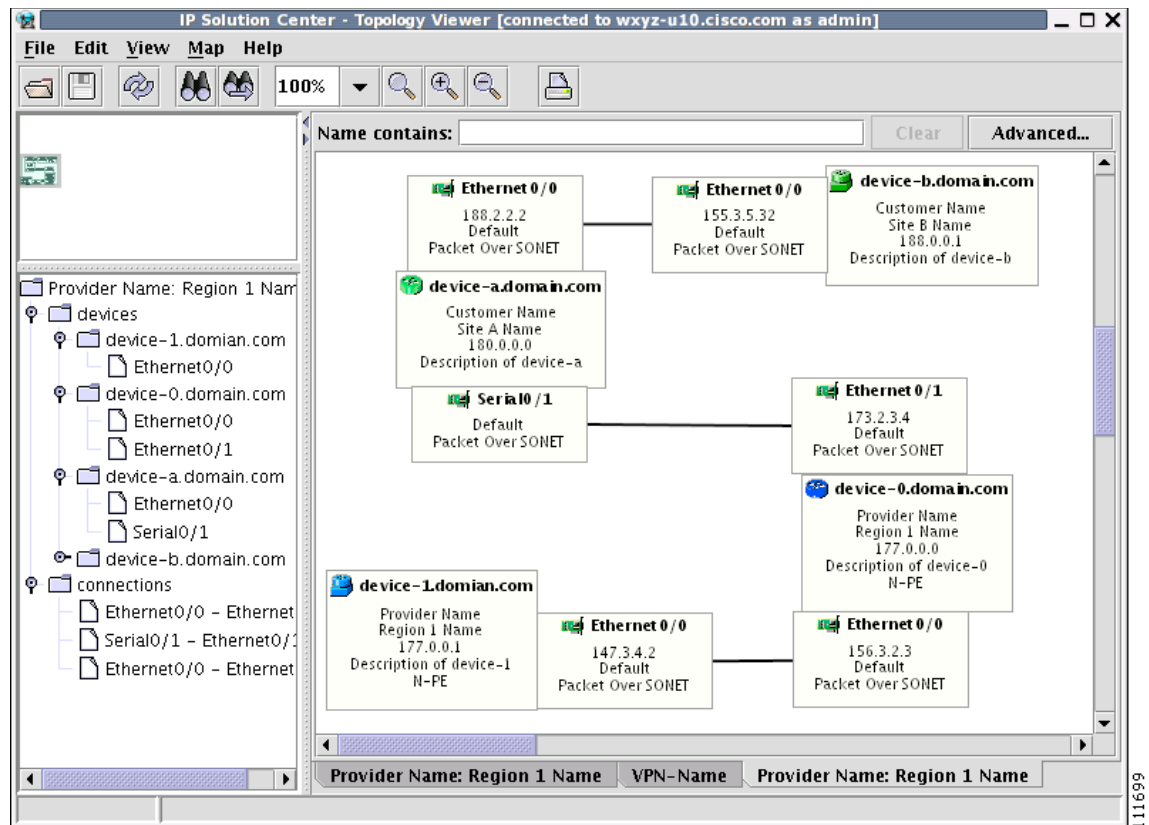 IP Solution Center - Topology Viewer [connected to wxyz-u10.cisco.com as admin]
File Edit View Map Help
100%
Name contains: Clear Advanced...
Provider Name: Region 1 Nam
devices
device-1.domian.com
Ethernet0/0
device-0.domain.com
Ethernet0/0
Ethernet0/1
device-a.domain.com
Ethernet0/0
Serial0/1
device-b.domain.com
connections
Ethernet0/0 - Ethernet
Serial0/1 - Ethernet0/1
Ethernet0/0 - Ethernet
Ethernet0/0
188.2.2.2
Default
Packet Over SONET
Ethernet0/0
155.3.5.32
Default
Packet Over SONET
device-b.domain.com
Customer Name
Site B Name
188.0.0.1
Description of device-b
device-a.domain.com
Customer Name
Site A Name
180.0.0.0
Description of device-a
Serial0/1
Default
Packet Over SONET
Ethernet0/1
173.2.3.4
Default
Packet Over SONET
device-0.domain.com
Provider Name
Region 1 Name
177.0.0.0
Description of device-0
N-PE
device-1.domian.com
Provider Name
Region 1 Name
177.0.0.1
Description of device-1
N-PE
Ethernet0/0
147.3.4.2
Default
Packet Over SONET
Ethernet0/0
156.3.2.3
Default
Packet Over SONET
Provider Name: Region 1 Name VPN-Name Provider Name: Region 1 Name
111699